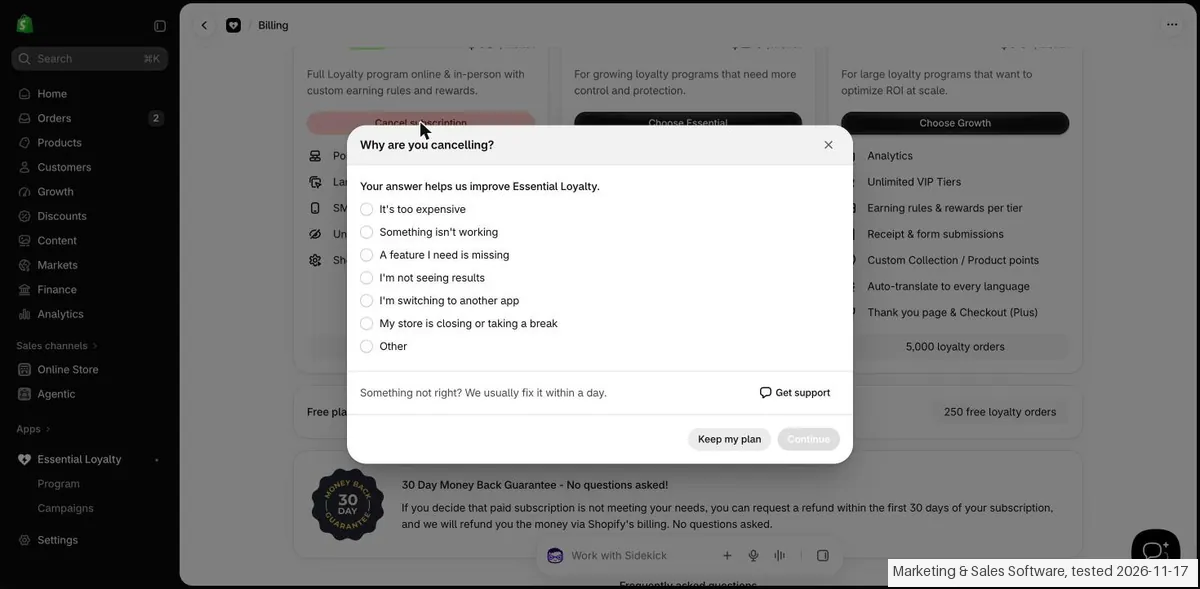 Billing
Search
⌘K
Home
Orders
2
Products
Customers
Growth
Discounts
Content
Markets
Finance
Analytics
Sales channels
Online Store
Agentic
Apps
Essential Loyalty
Program
Campaigns
Settings
Full Loyalty program online & in-person with
custom earning rules and rewards.
Cancel subscription
For growing loyalty programs that need more
control and protection.
Choose Essential
For large loyalty programs that want to
optimize ROI at scale.
Choose Growth
Analytics
Unlimited VIP Tiers
Earning rules & rewards per tier
Receipt & form submissions
Custom Collection / Product points
Auto-translate to every language
Thank you page & Checkout (Plus)
5,000 loyalty orders
Why are you cancelling?
Your answer helps us improve Essential Loyalty.
It's too expensive
Something isn't working
A feature I need is missing
I'm not seeing results
I'm switching to another app
My store is closing or taking a break
Other
Something not right? We usually fix it within a day.
Get support
Keep my plan
Continue
Free
250 free loyalty orders
MONEY BACK
30
DAY
GUARANTEE
30 Day Money Back Guarantee - No questions asked!
If you decide that paid subscription is not meeting your needs, you can request a refund within the first 30 days of your subscription,
and we will refund you the money via Shopify's billing. No questions asked.
Work with Sidekick
Frequently asked questions
Marketing & Sales Software, tested 2026-11-17